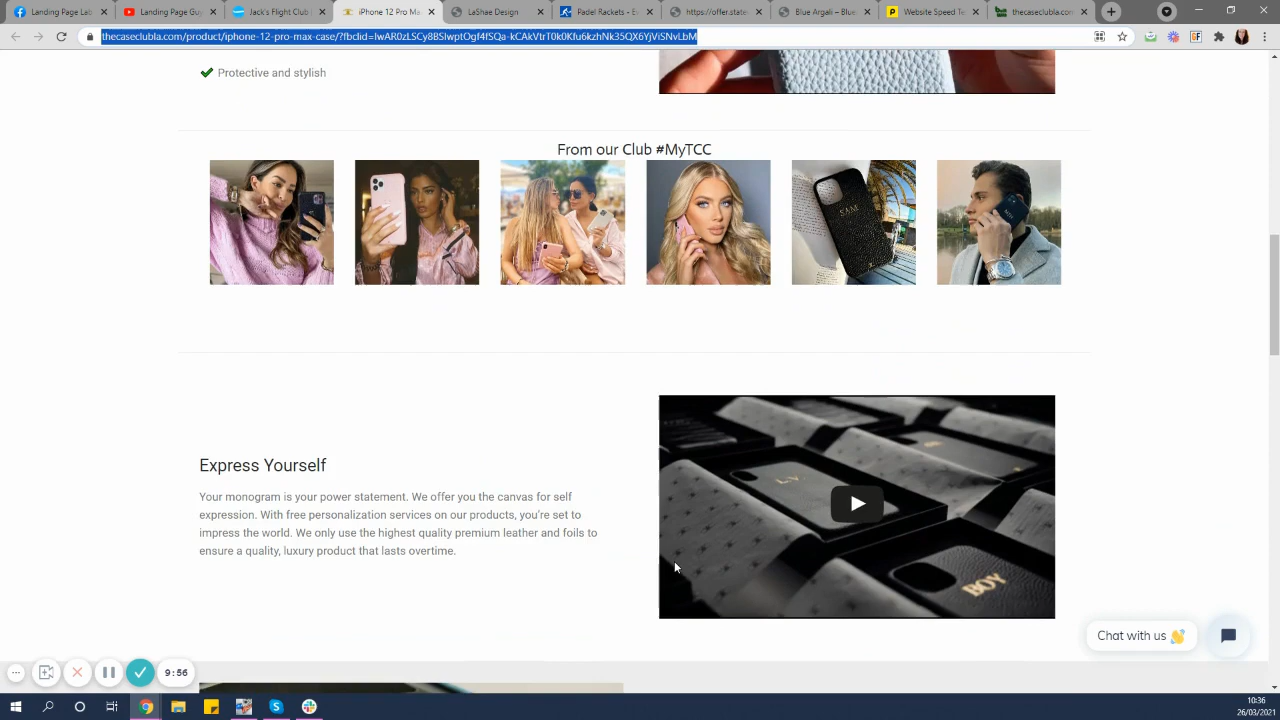 Landing Page Lab
Landing Page Guy
Jack's Flight Club
iPhone 12 Pro Ma
LaShae Design
Padel Rackets - E
https://offer.state
Blue Argali – Blue
Website Speed Te
thecaseclubla.com
thecaseclubla.com/product/iphone-12-pro-max-case/?fbclid=IwAR0zLSCy8BSIwptOgf4fSQa-kCAkVtrT0k0Kfu6kzhNk35QX6YjViSNvLbM
Protective and stylish
From our Club #MyTCC
SAM
Express Yourself
Your monogram is your power statement. We offer you the canvas for self
expression. With free personalization services on our products, you're set to
impress the world. We only use the highest quality premium leather and foils to
ensure a quality, luxury product that lasts overtime.
L.V.
BOY
Chat with us 👋
9:56
10:36
26/03/2021